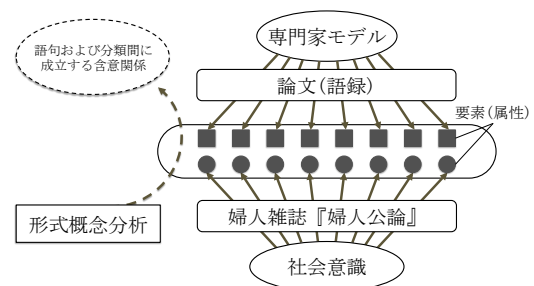 専門家モデル
語句および分類間に
成立する含意関係
論文(語録)
要素(属性)
形式概念分析
婦人雑誌『婦人公論』
社会意識